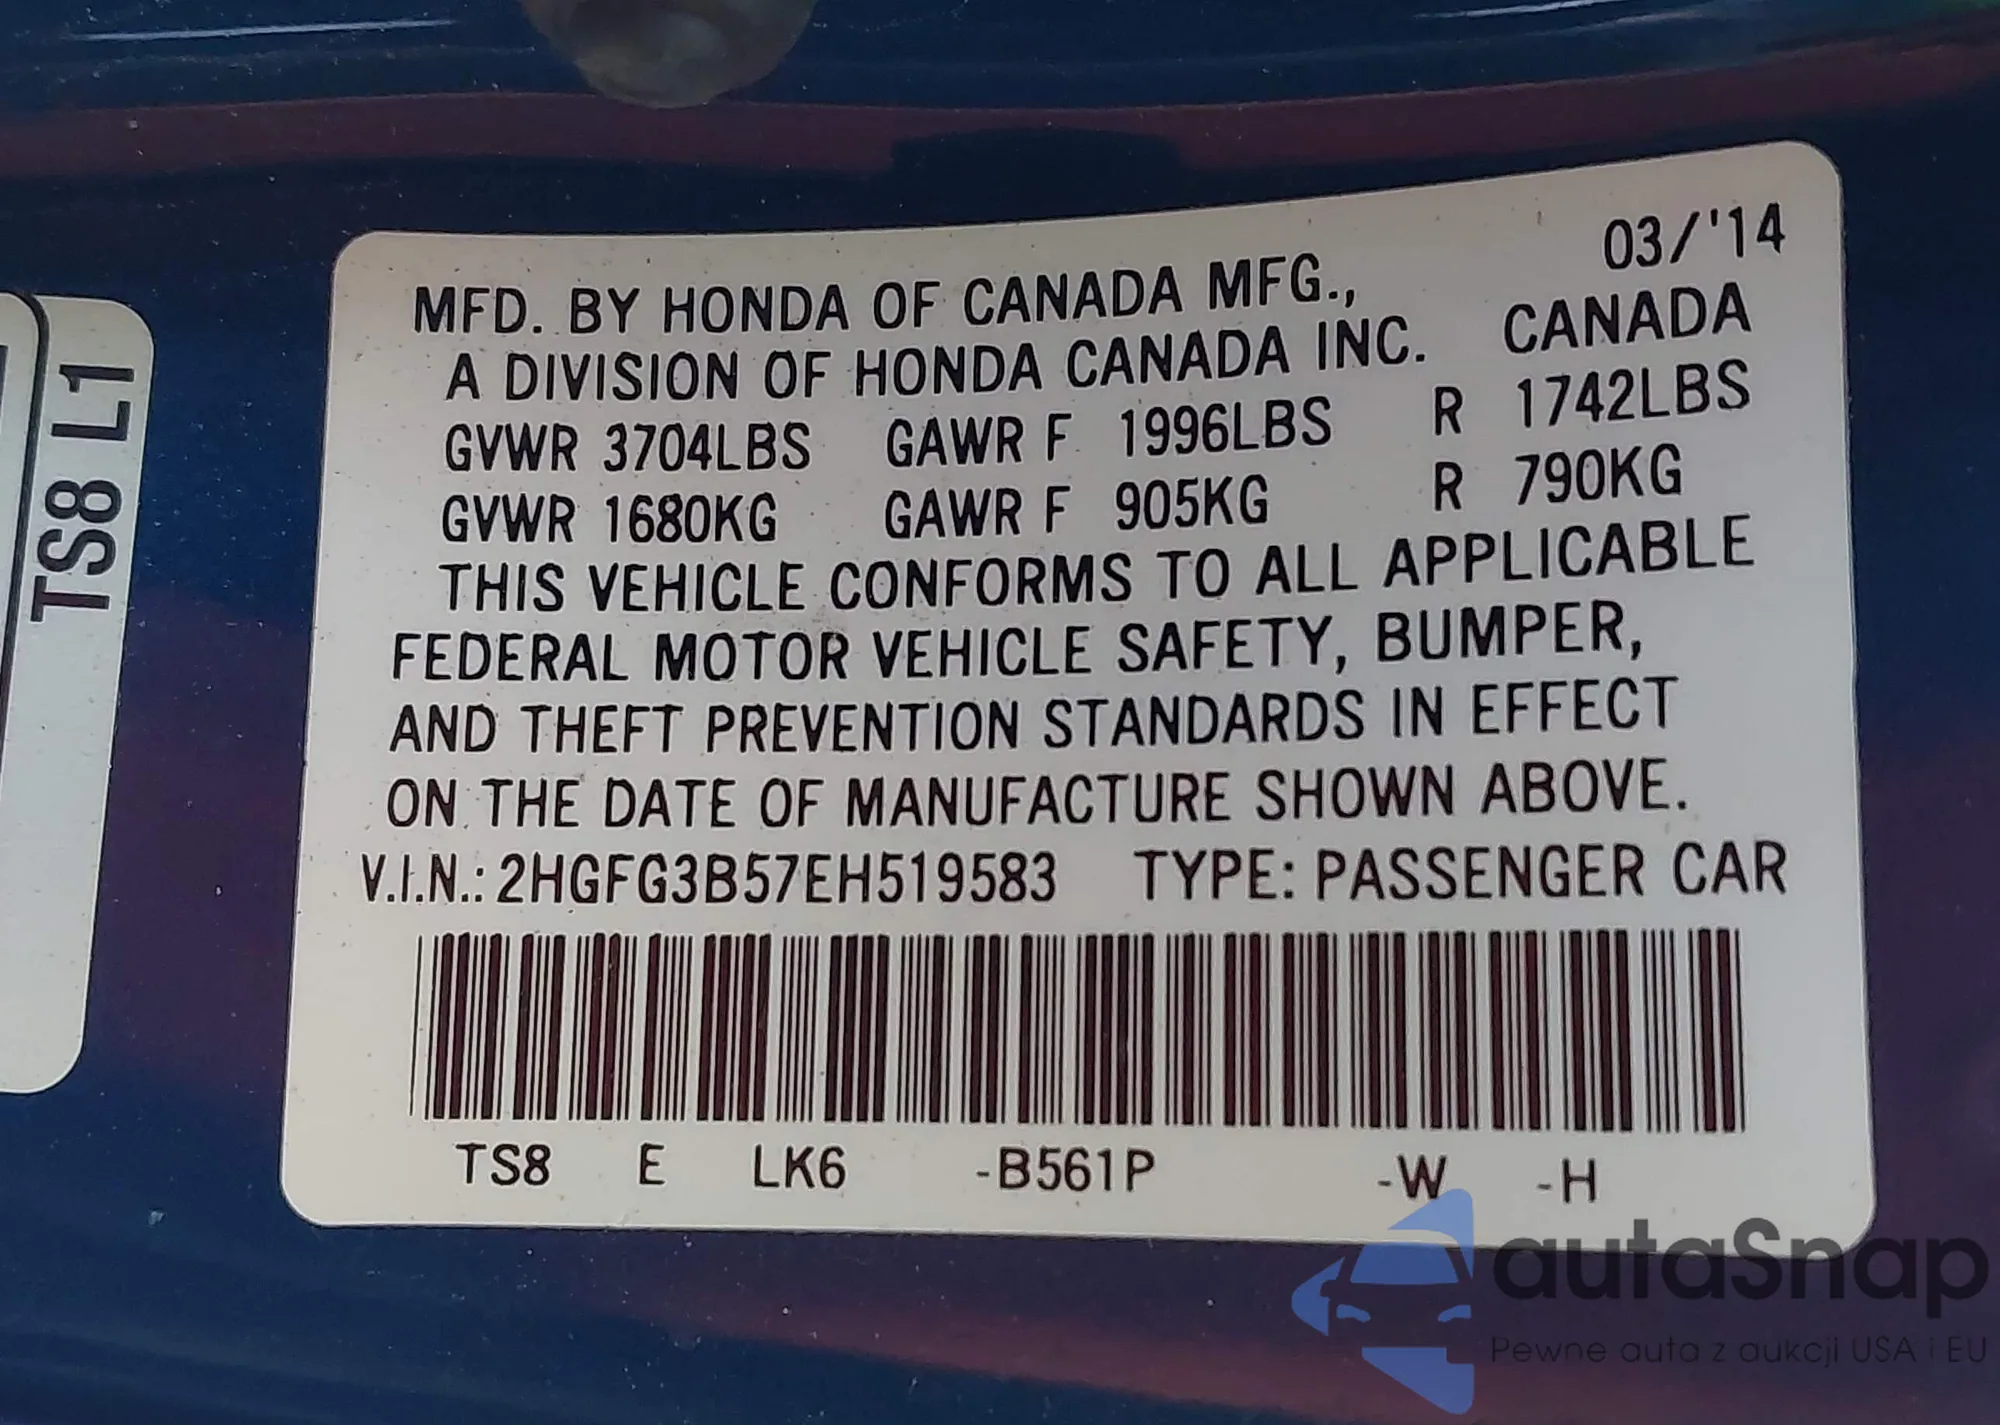 TS8 L1
03/'14
MFD. BY HONDA OF CANADA MFG.,
A DIVISION OF HONDA CANADA INC. CANADA
GVWR 3704LBS GAWR F 1996LBS R 1742LBS
GVWR 1680KG GAWR F 905KG R 790KG
THIS VEHICLE CONFORMS TO ALL APPLICABLE
FEDERAL MOTOR VEHICLE SAFETY, BUMPER,
AND THEFT PREVENTION STANDARDS IN EFFECT
ON THE DATE OF MANUFACTURE SHOWN ABOVE.
V.I.N.: 2HGFG3B57EH519583 TYPE: PASSENGER CAR
TS8 E LK6 -B561P -W -H
autaSnap
Pewne auta z aukcji USA i EU